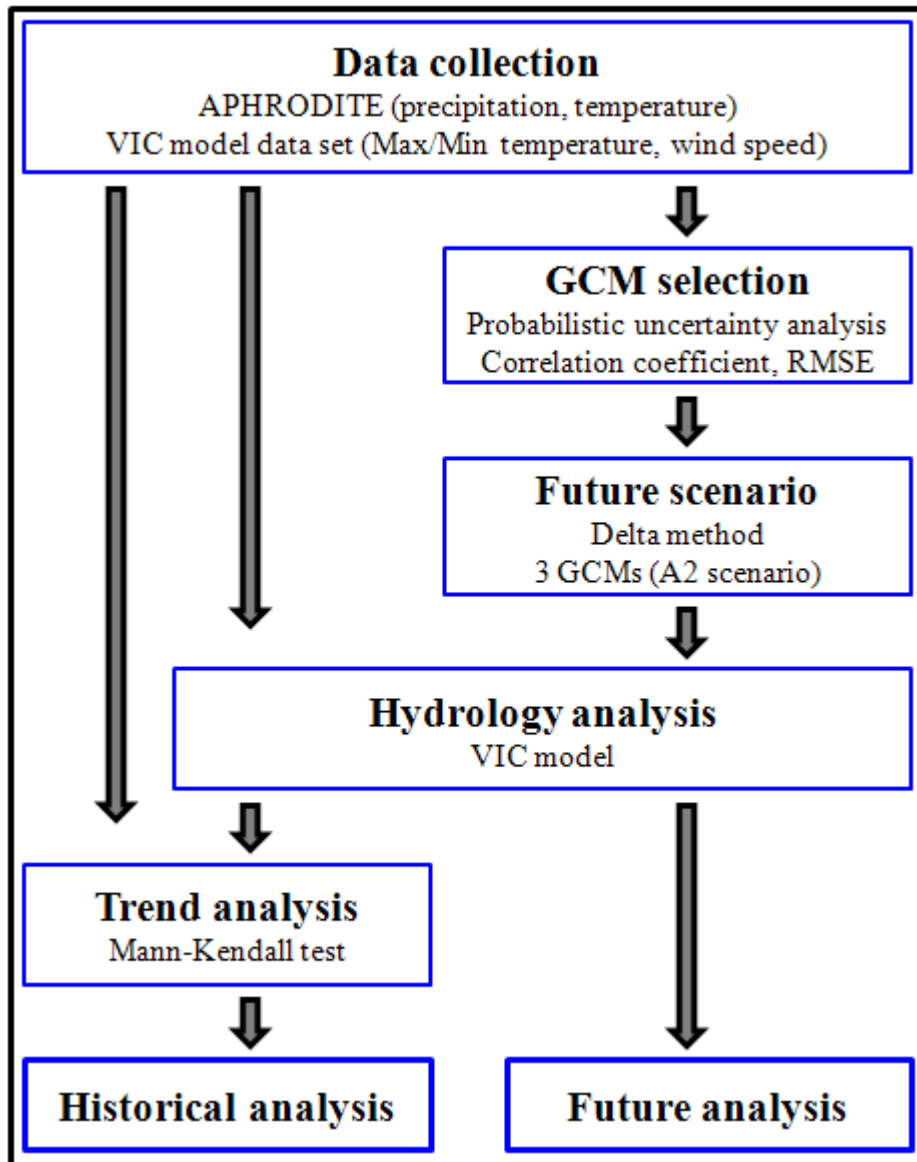 Data collection
APHRODITE (precipitation, temperature)
VIC model data set (Max/Min temperature, wind speed)
GCM selection
Probabilistic uncertainty analysis
Correlation coefficient, RMSE
Future scenario
Delta method
3 GCMs (A2 scenario)
Hydrology analysis
VIC model
Trend analysis
Mann-Kendall test
Historical analysis
Future analysis